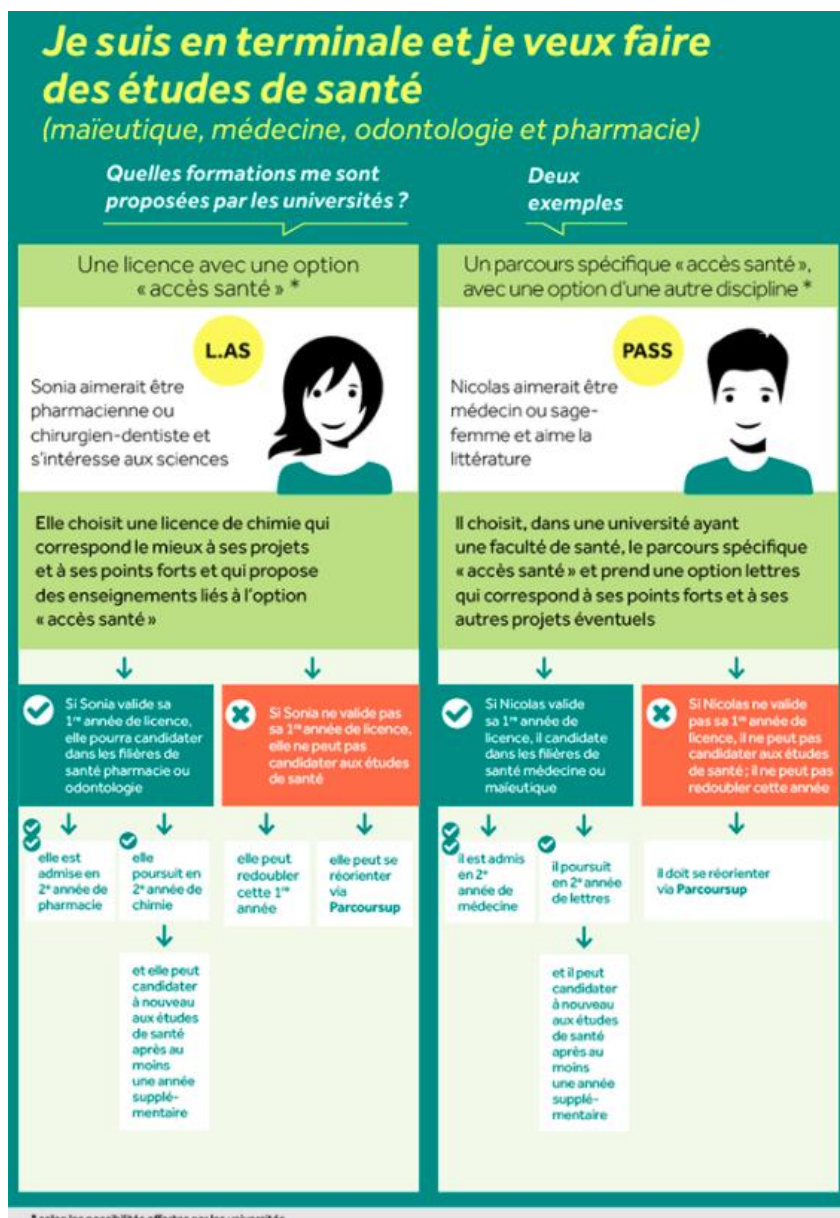 Je suis en terminale et je veux faire
des études de santé
(maïeutique, médecine, odontologie et pharmacie)
Quelles formations me sont
proposées par les universités ?
Deux
exemples
Une licence avec une option
« accès santé » *
L.AS
Sonia aimerait être
pharmacienne ou
chirurgien-dentiste et
s'intéresse aux sciences
Elle choisit une licence de chimie qui
correspond le mieux à ses projets
et à ses points forts et qui propose
des enseignements liés à l'option
« accès santé »
Si Sonia valide sa
1re année de licence,
elle pourra candidater
dans les filières de
santé pharmacie ou
odontologie
Si Sonia ne valide pas
sa 1re année de licence,
elle ne peut pas
candidater aux études
de santé
elle est
admise en
2e année de
pharmacie
elle
poursuit en
2e année de
chimie
elle peut
redoubler
cette 1re
année
elle peut se
réorienter
via
Parcoursup
et elle peut
candidater
à nouveau
aux études
de santé
après au
moins
une année
supplé-
mentaire
Un parcours spécifique « accès santé »,
avec une option d'une autre discipline *
PASS
Nicolas aimerait être
médecin ou sage-
femme et aime la
littérature
Il choisit, dans une université ayant
une faculté de santé, le parcours spécifique
« accès santé » et prend une option lettres
qui correspond à ses points forts et à ses
autres projets éventuels
Si Nicolas valide
sa 1re année de
licence, il candidate
dans les filières de
santé médecine ou
maïeutique
Si Nicolas ne valide
pas sa 1re année de
licence, il ne peut pas
candidater aux études
de santé ; il ne peut pas
redoubler cette année
il est admis
en 2e
année de
médecine
il poursuit
en 2e année
de lettres
il doit se réorienter
via Parcoursup
et il peut
candidater
à nouveau
aux études
de santé
après au
moins
une année
supplé-
mentaire